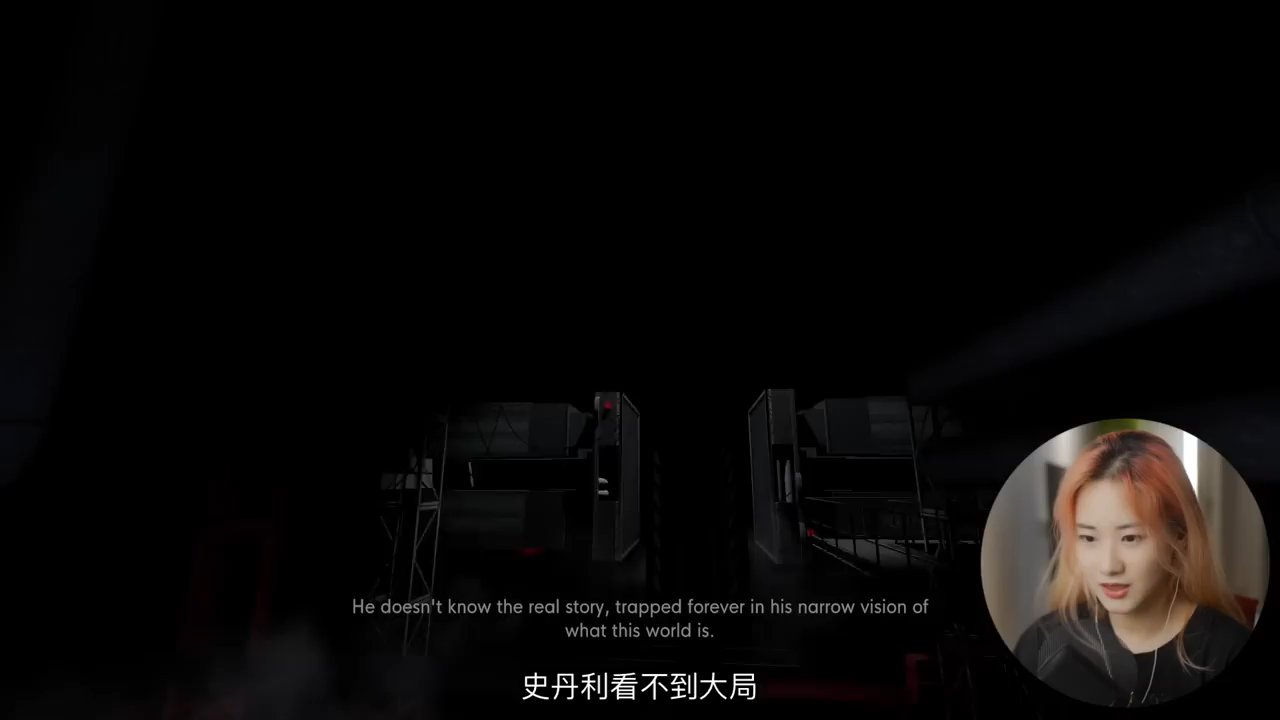 He doesn't know the real story, trapped forever in his narrow vision of
what this world is.
史丹利看不到大局